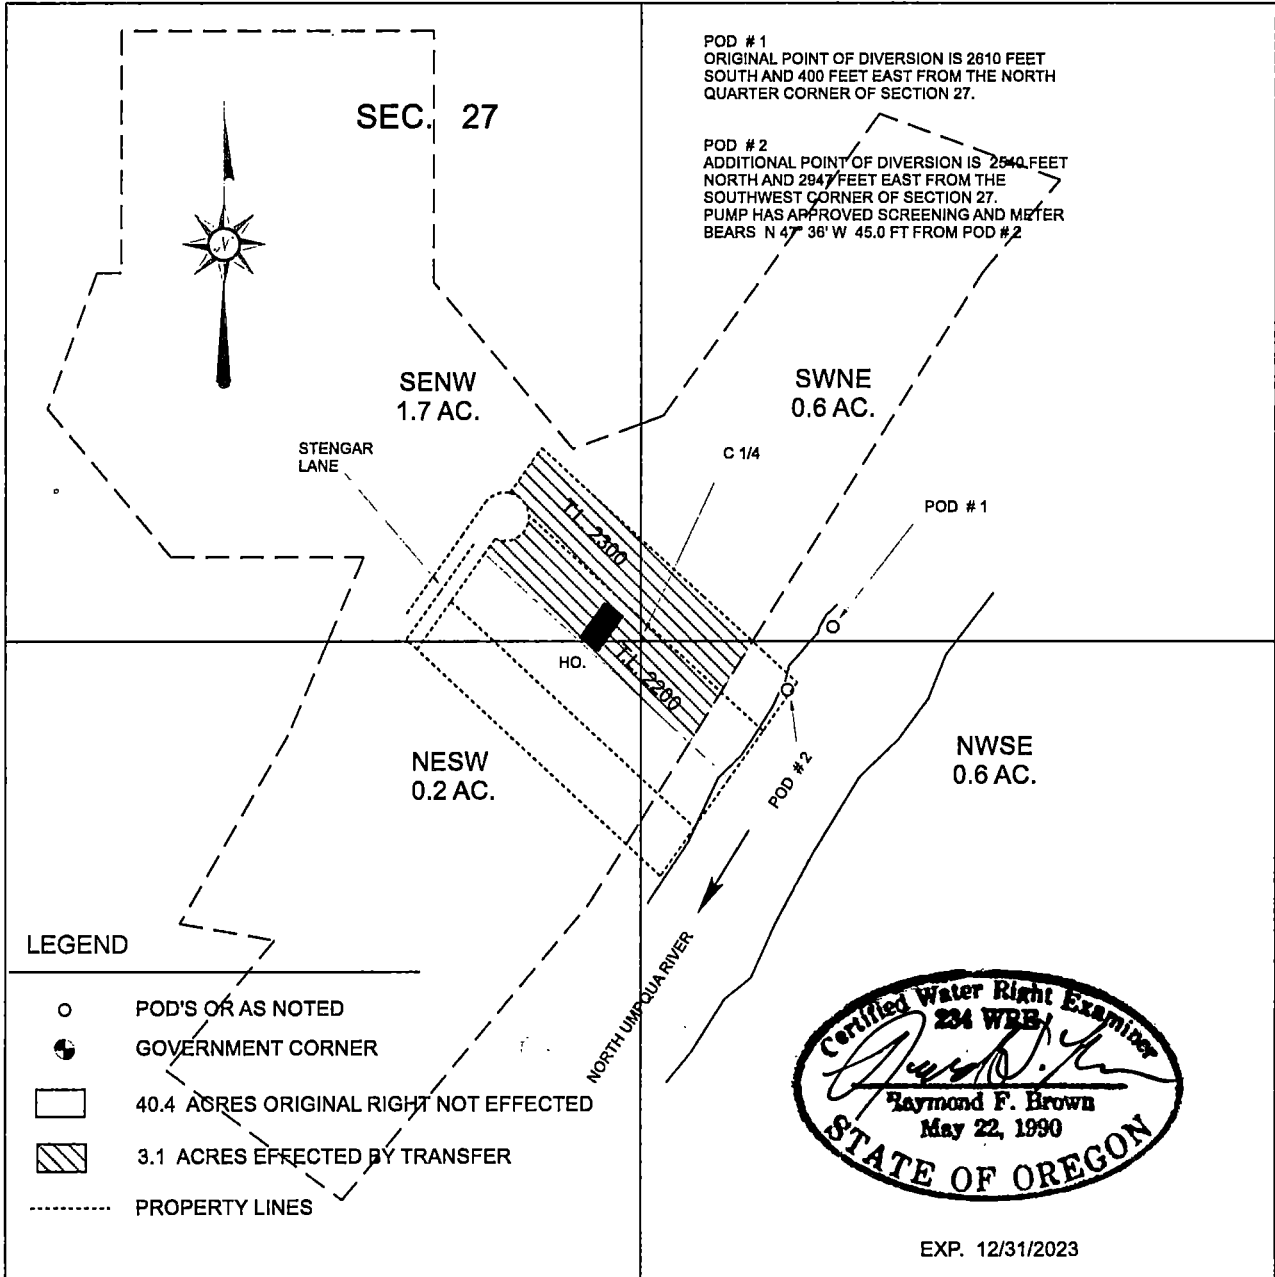 POD # 1
ORIGINAL POINT OF DIVERSION IS 2610 FEET
SOUTH AND 400 FEET EAST FROM THE NORTH
QUARTER CORNER OF SECTION 27.
SEC. 27
POD # 2
ADDITIONAL POINT OF DIVERSION IS 2540 FEET
NORTH AND 2947 FEET EAST FROM THE
SOUTHWEST CORNER OF SECTION 27.
PUMP HAS APPROVED SCREENING AND METER
BEARS N 47° 36' W 45.0 FT FROM POD # 2
N
SENW
1.7 AC.
SWNE
0.6 AC.
STENGAR
LANE
C 1/4
POD # 1
T.L. 2300
HO.
T.L. 2200
NESW
0.2 AC.
NWSE
0.6 AC.
POD # 2
NORTH UMPQUA RIVER
LEGEND
POD'S OR AS NOTED
GOVERNMENT CORNER
40.4 ACRES ORIGINAL RIGHT NOT EFFECTED
3.1 ACRES EFFECTED BY TRANSFER
PROPERTY LINES
Certified Water Right Examiner
234 WRE
Raymond F. Brown
May 22, 1990
STATE OF OREGON
EXP. 12/31/2023